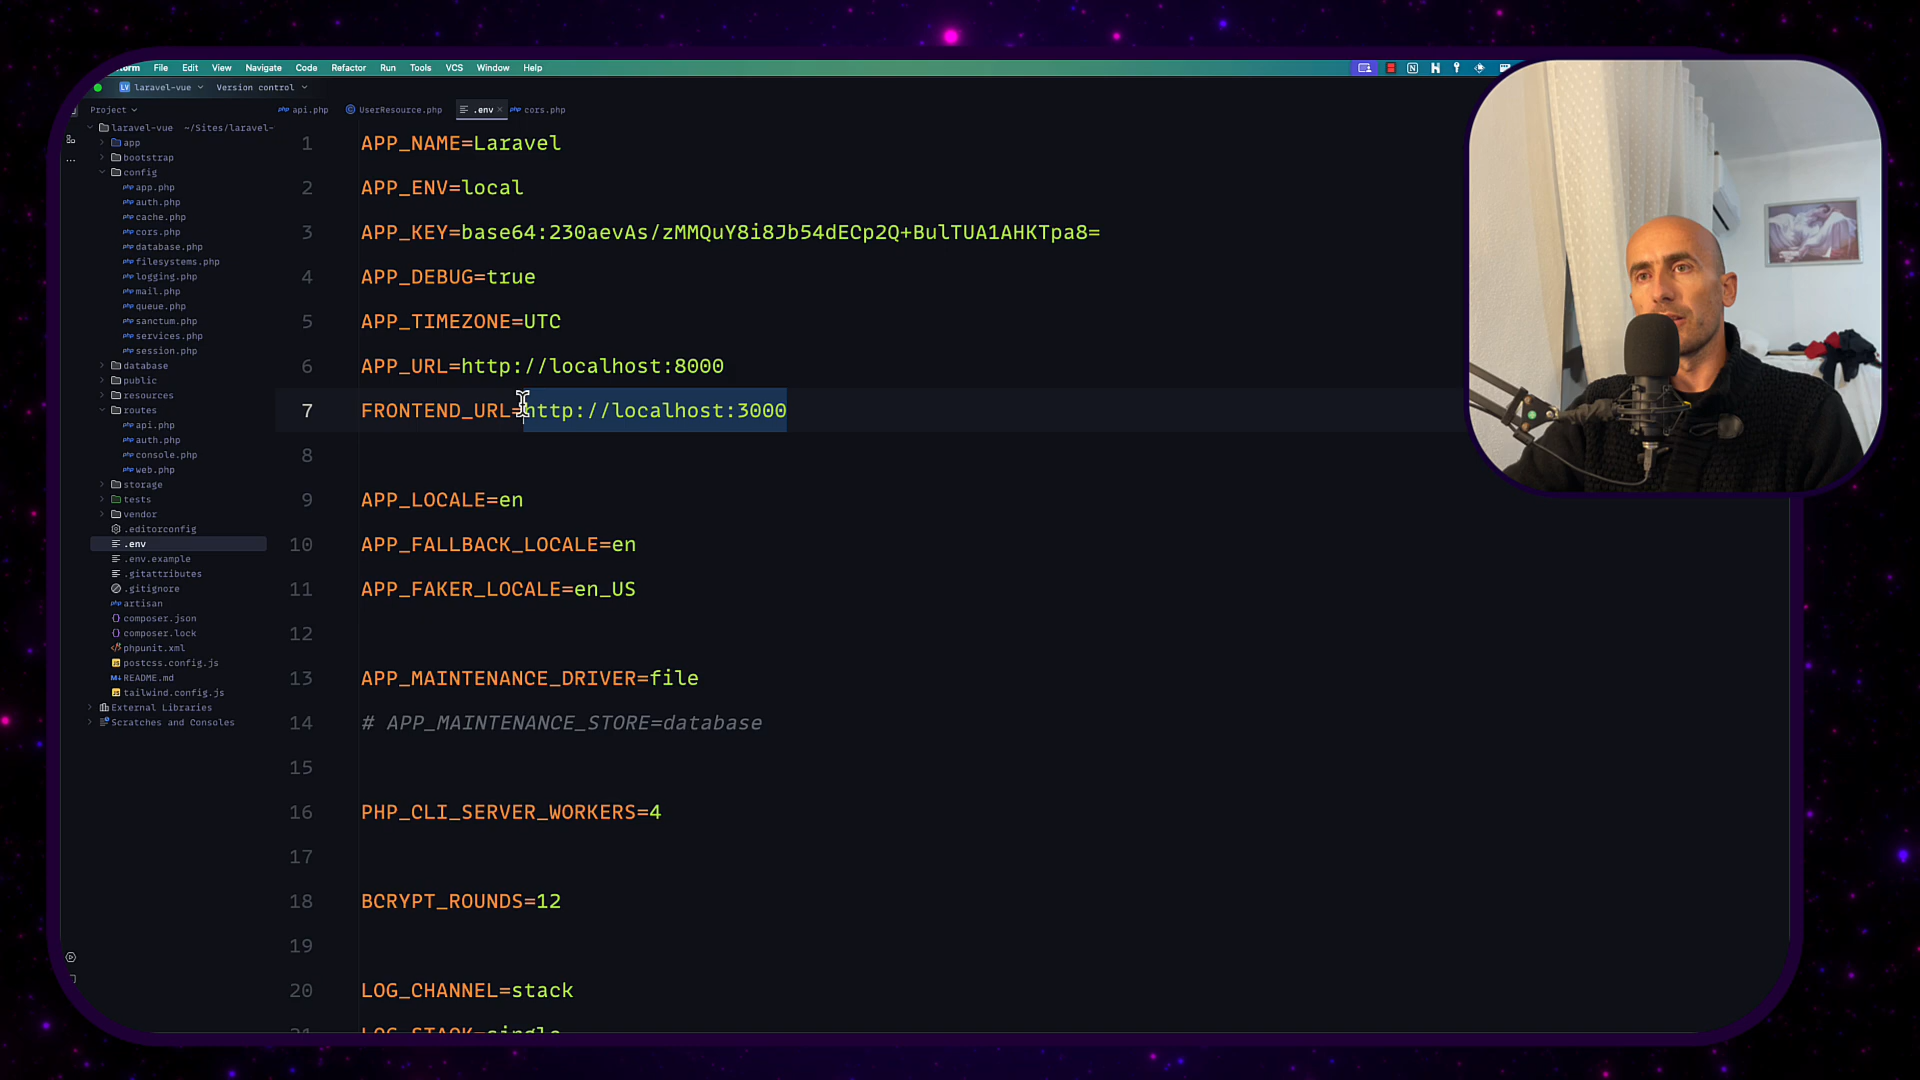 orm File Edit View Navigate Code Refactor Run Tools VCS Window Help
LV laravel-vue Version control
Project
api.php UserResource.php .env cors.php
laravel-vue ~/Sites/laravel-
app
bootstrap
config
app.php
auth.php
cache.php
cors.php
database.php
filesystems.php
logging.php
mail.php
queue.php
sanctum.php
services.php
session.php
database
public
resources
routes
api.php
auth.php
console.php
web.php
storage
tests
vendor
.editorconfig
.env
.env.example
.gitattributes
.gitignore
artisan
composer.json
composer.lock
phpunit.xml
postcss.config.js
README.md
tailwind.config.js
External Libraries
Scratches and Consoles
1 APP_NAME=Laravel
2 APP_ENV=local
3 APP_KEY=base64:230aevAs/zMMQuY8i8Jb54dECp2Q+BulTUA1AHKTpa8=
4 APP_DEBUG=true
5 APP_TIMEZONE=UTC
6 APP_URL=http://localhost:8000
7 FRONTEND_URL=http://localhost:3000
8
9 APP_LOCALE=en
10 APP_FALLBACK_LOCALE=en
11 APP_FAKER_LOCALE=en_US
12
13 APP_MAINTENANCE_DRIVER=file
14 # APP_MAINTENANCE_STORE=database
15
16 PHP_CLI_SERVER_WORKERS=4
17
18 BCRYPT_ROUNDS=12
19
20 LOG_CHANNEL=stack
21 LOG_STACK=single